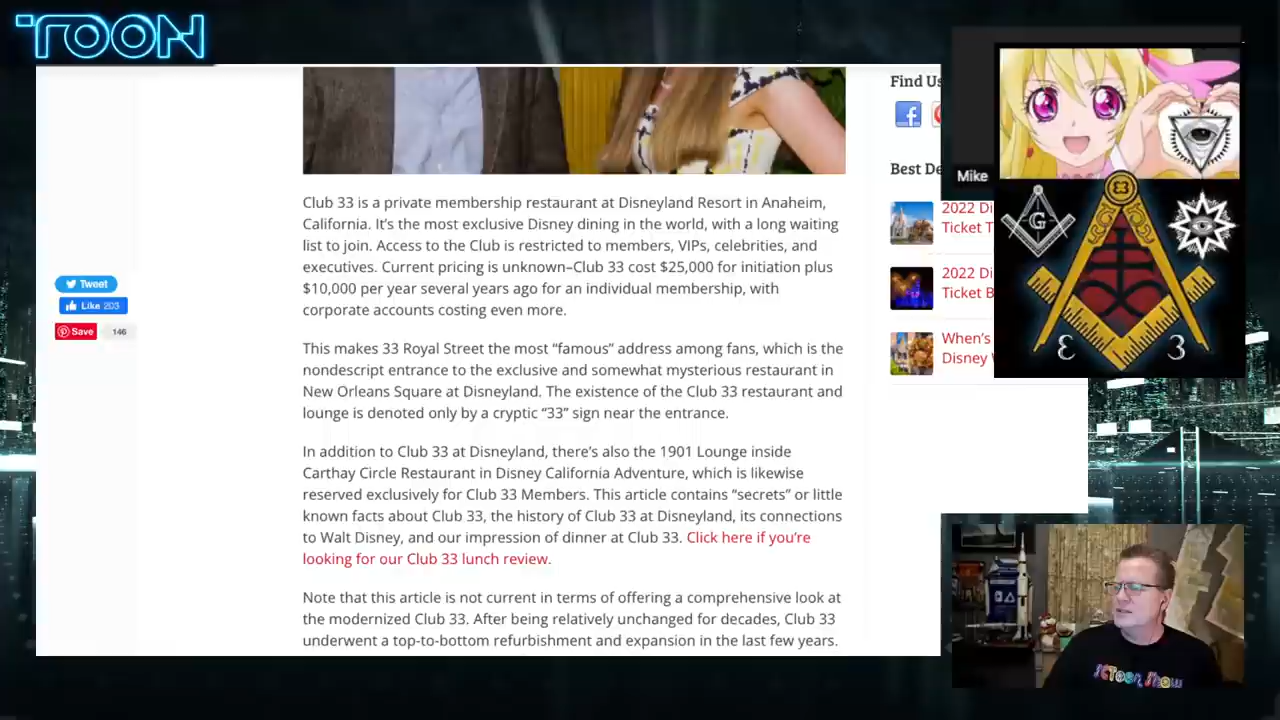 TOON
Club 33 is a private membership restaurant at Disneyland Resort in Anaheim,
California. It's the most exclusive Disney dining in the world, with a long waiting
list to join. Access to the Club is restricted to members, VIPs, celebrities, and
executives. Current pricing is unknown–Club 33 cost $25,000 for initiation plus
$10,000 per year several years ago for an individual membership, with
corporate accounts costing even more.
This makes 33 Royal Street the most “famous” address among fans, which is the
nondescript entrance to the exclusive and somewhat mysterious restaurant in
New Orleans Square at Disneyland. The existence of the Club 33 restaurant and
lounge is denoted only by a cryptic “33” sign near the entrance.
In addition to Club 33 at Disneyland, there's also the 1901 Lounge inside
Carthay Circle Restaurant in Disney California Adventure, which is likewise
reserved exclusively for Club 33 Members. This article contains “secrets” or little
known facts about Club 33, the history of Club 33 at Disneyland, its connections
to Walt Disney, and our impression of dinner at Club 33. Click here if you're
looking for our Club 33 lunch review.
Note that this article is not current in terms of offering a comprehensive look at
the modernized Club 33. After being relatively unchanged for decades, Club 33
underwent a top-to-bottom refurbishment and expansion in the last few years.
Tweet
Like 203
Save 146
Find Us
Best De
2022 Di
Ticket T
2022 Di
Ticket B
When's
Disney
Mike
G
3
Toon Show